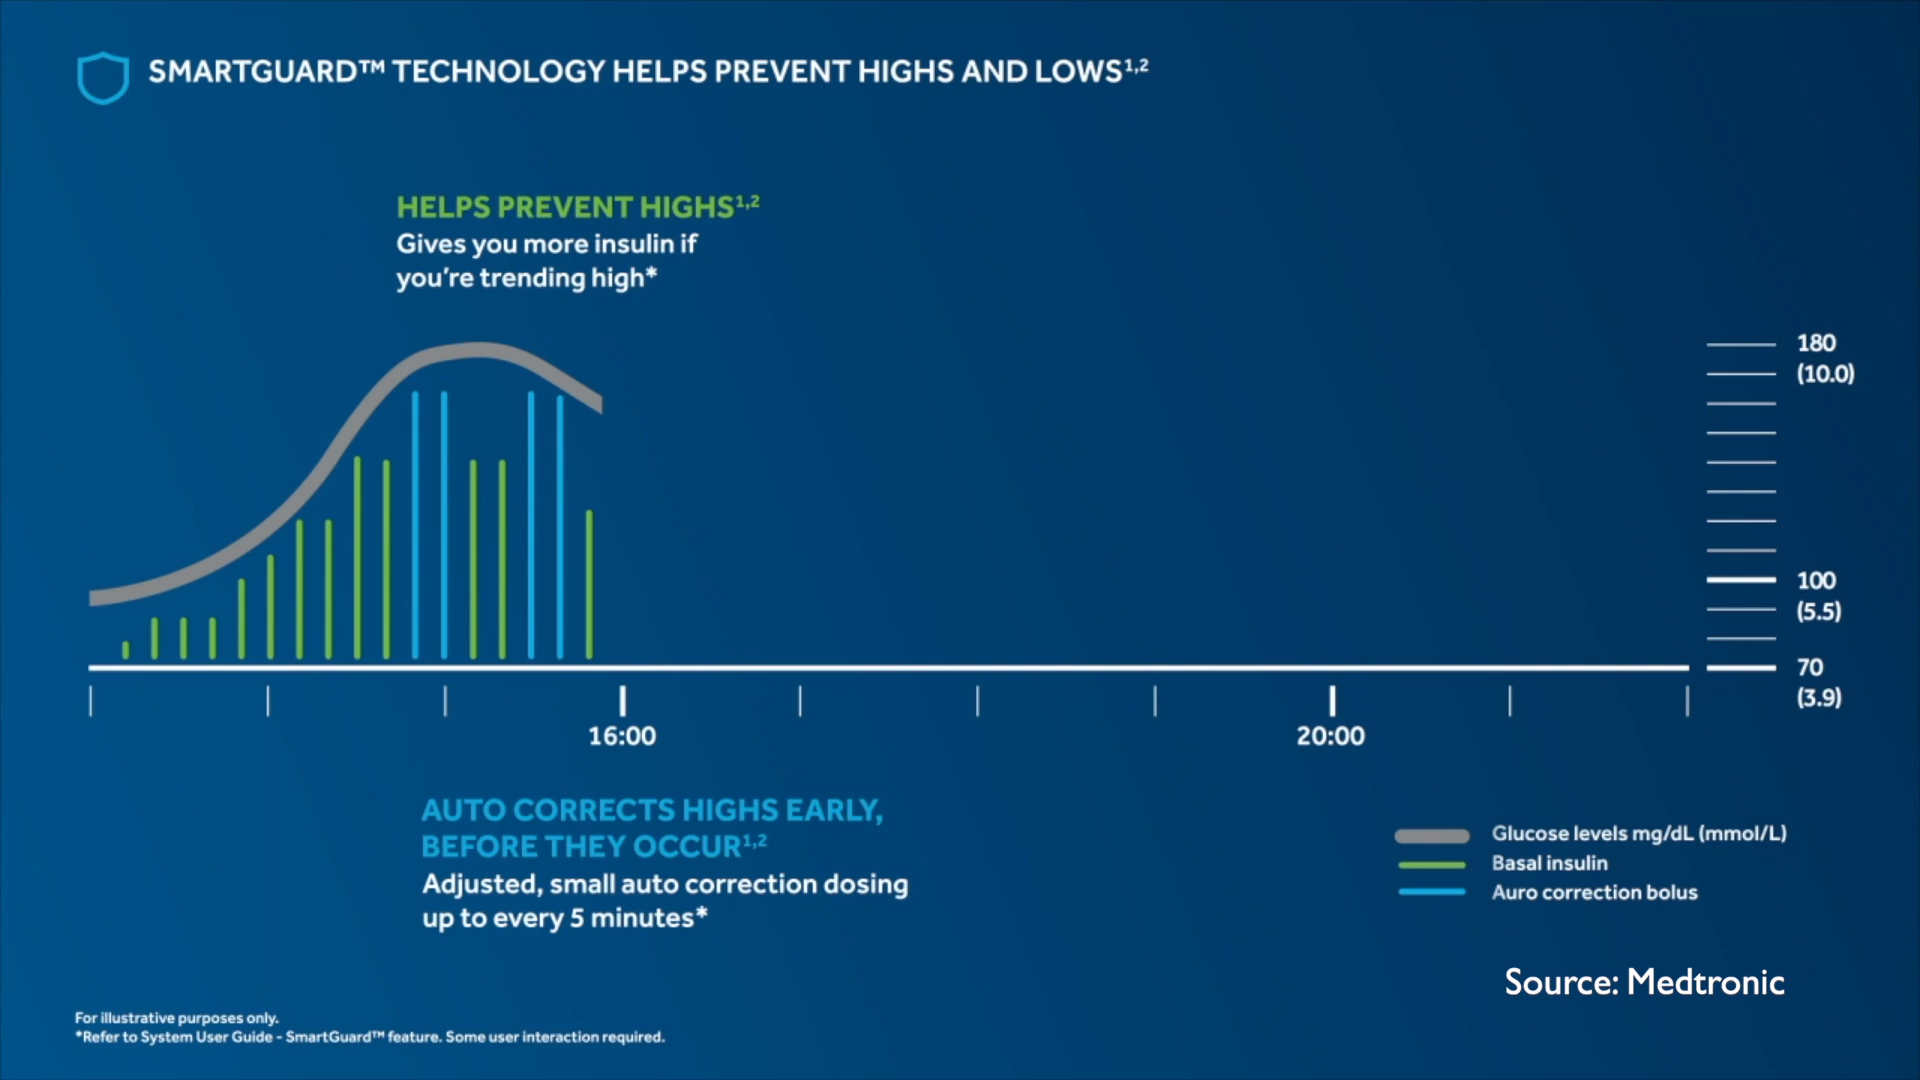 SMARTGUARD™ TECHNOLOGY HELPS PREVENT HIGHS AND LOWS¹,²
HELPS PREVENT HIGHS¹,²
Gives you more insulin if
you're trending high*
180
(10.0)
100
(5.5)
70
(3.9)
16:00
20:00
AUTO CORRECTS HIGHS EARLY,
BEFORE THEY OCCUR¹,²
Adjusted, small auto correction dosing
up to every 5 minutes*
Glucose levels mg/dL (mmol/L)
Basal insulin
Auro correction bolus
Source: Medtronic
For illustrative purposes only.
*Refer to System User Guide - SmartGuard™ feature. Some user interaction required.